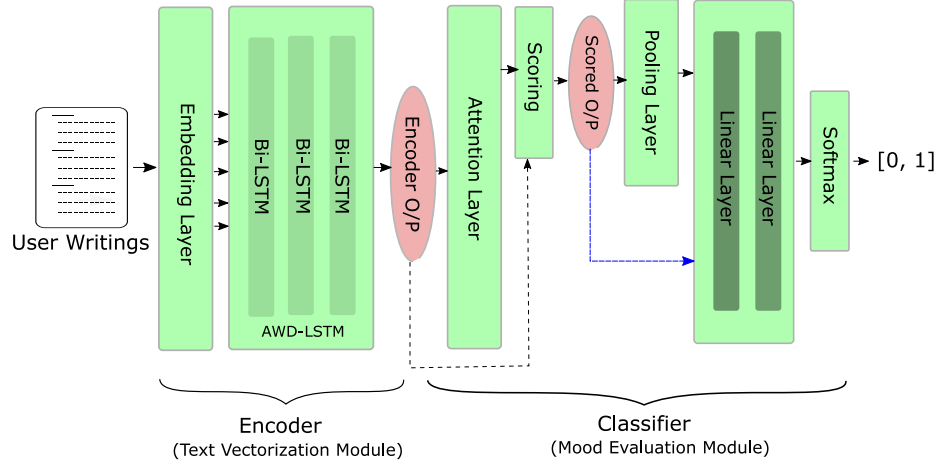 User Writings
Embedding Layer
Bi-LSTM
Bi-LSTM
Bi-LSTM
AWD-LSTM
Encoder O/P
Attention Layer
Scoring
Scored O/P
Pooling Layer
Linear Layer
Linear Layer
Softmax
[0, 1]
Encoder
(Text Vectorization Module)
Classifier
(Mood Evaluation Module)